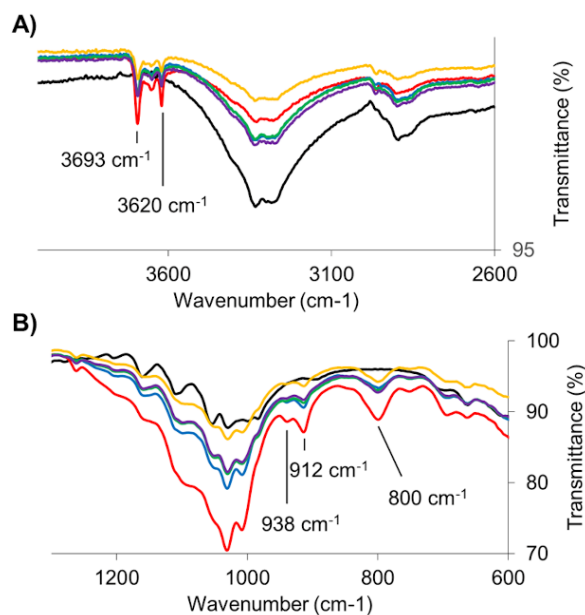 A)
3693 cm-1
3620 cm-1
Transmittance (%)
95
3600 3100 2600
Wavenumber (cm-1)
B)
100
90
80
70
Transmittance (%)
912 cm-1
938 cm-1
800 cm-1
1200 1000 800 600
Wavenumber (cm-1)